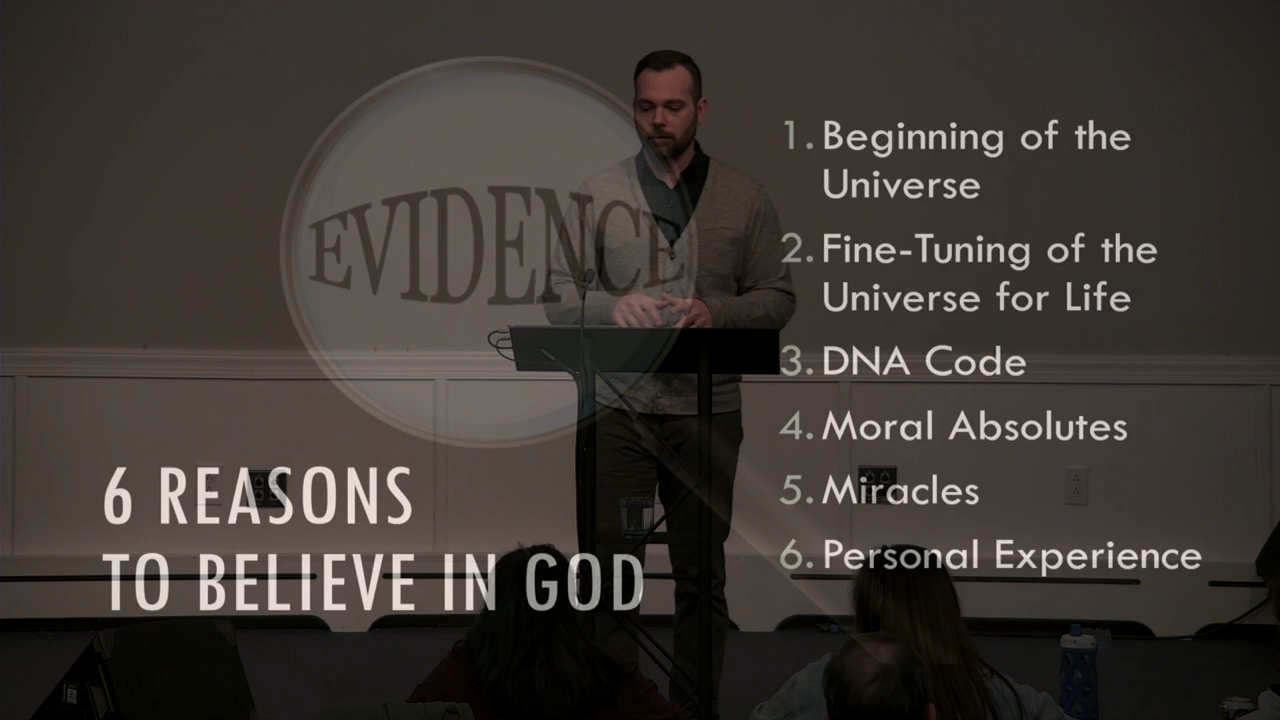 EVIDENCE
6 REASONS
TO BELIEVE IN GOD
1. Beginning of the
Universe
2. Fine-Tuning of the
Universe for Life
3. DNA Code
4. Moral Absolutes
5. Miracles
6. Personal Experience